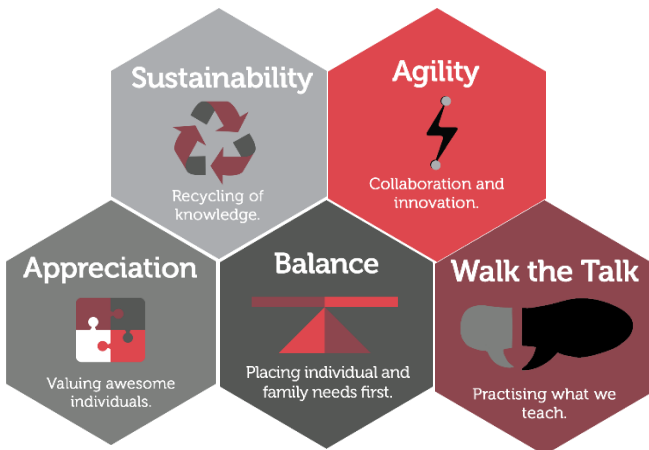 Sustainability
Recycling of
knowledge.
Agility
Collaboration and
innovation.
Appreciation
Valuing awesome
individuals.
Balance
Placing individual and
family needs first.
Walk the Talk
Practising what we
teach.